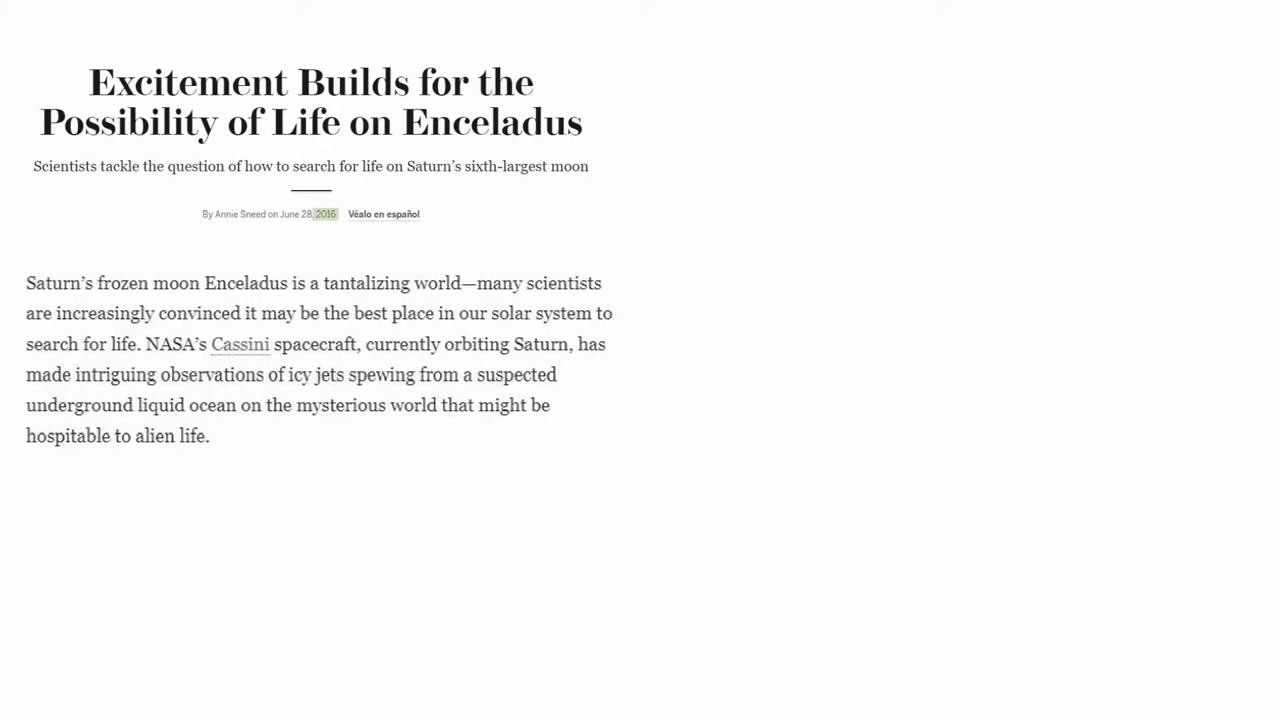 Excitement Builds for the
Possibility of Life on Enceladus
Scientists tackle the question of how to search for life on Saturn’s sixth-largest moon
By Annie Sneed on June 28, 2016 Véalo en español
Saturn’s frozen moon Enceladus is a tantalizing world—many scientists
are increasingly convinced it may be the best place in our solar system to
search for life. NASA’s Cassini spacecraft, currently orbiting Saturn, has
made intriguing observations of icy jets spewing from a suspected
underground liquid ocean on the mysterious world that might be
hospitable to alien life.